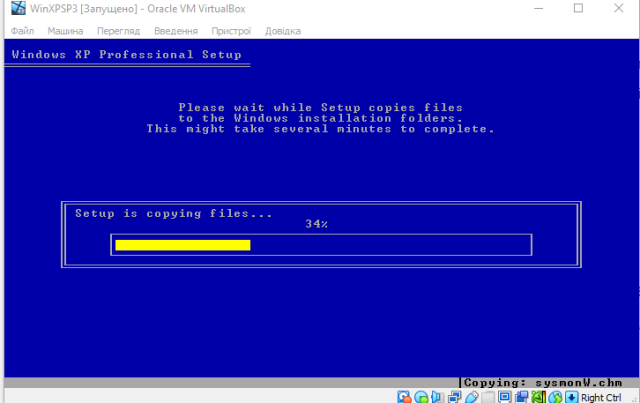 WinXPSP3 [Запущено] - Oracle VM VirtualBox
Файл Машина Перегляд Введення Пристрої Довідка
Windows XP Professional Setup
Please wait while Setup copies files
to the Windows installation folders.
This might take several minutes to complete.
Setup is copying files...
34%
|Copying: sysmonW.chm
Right Ctrl